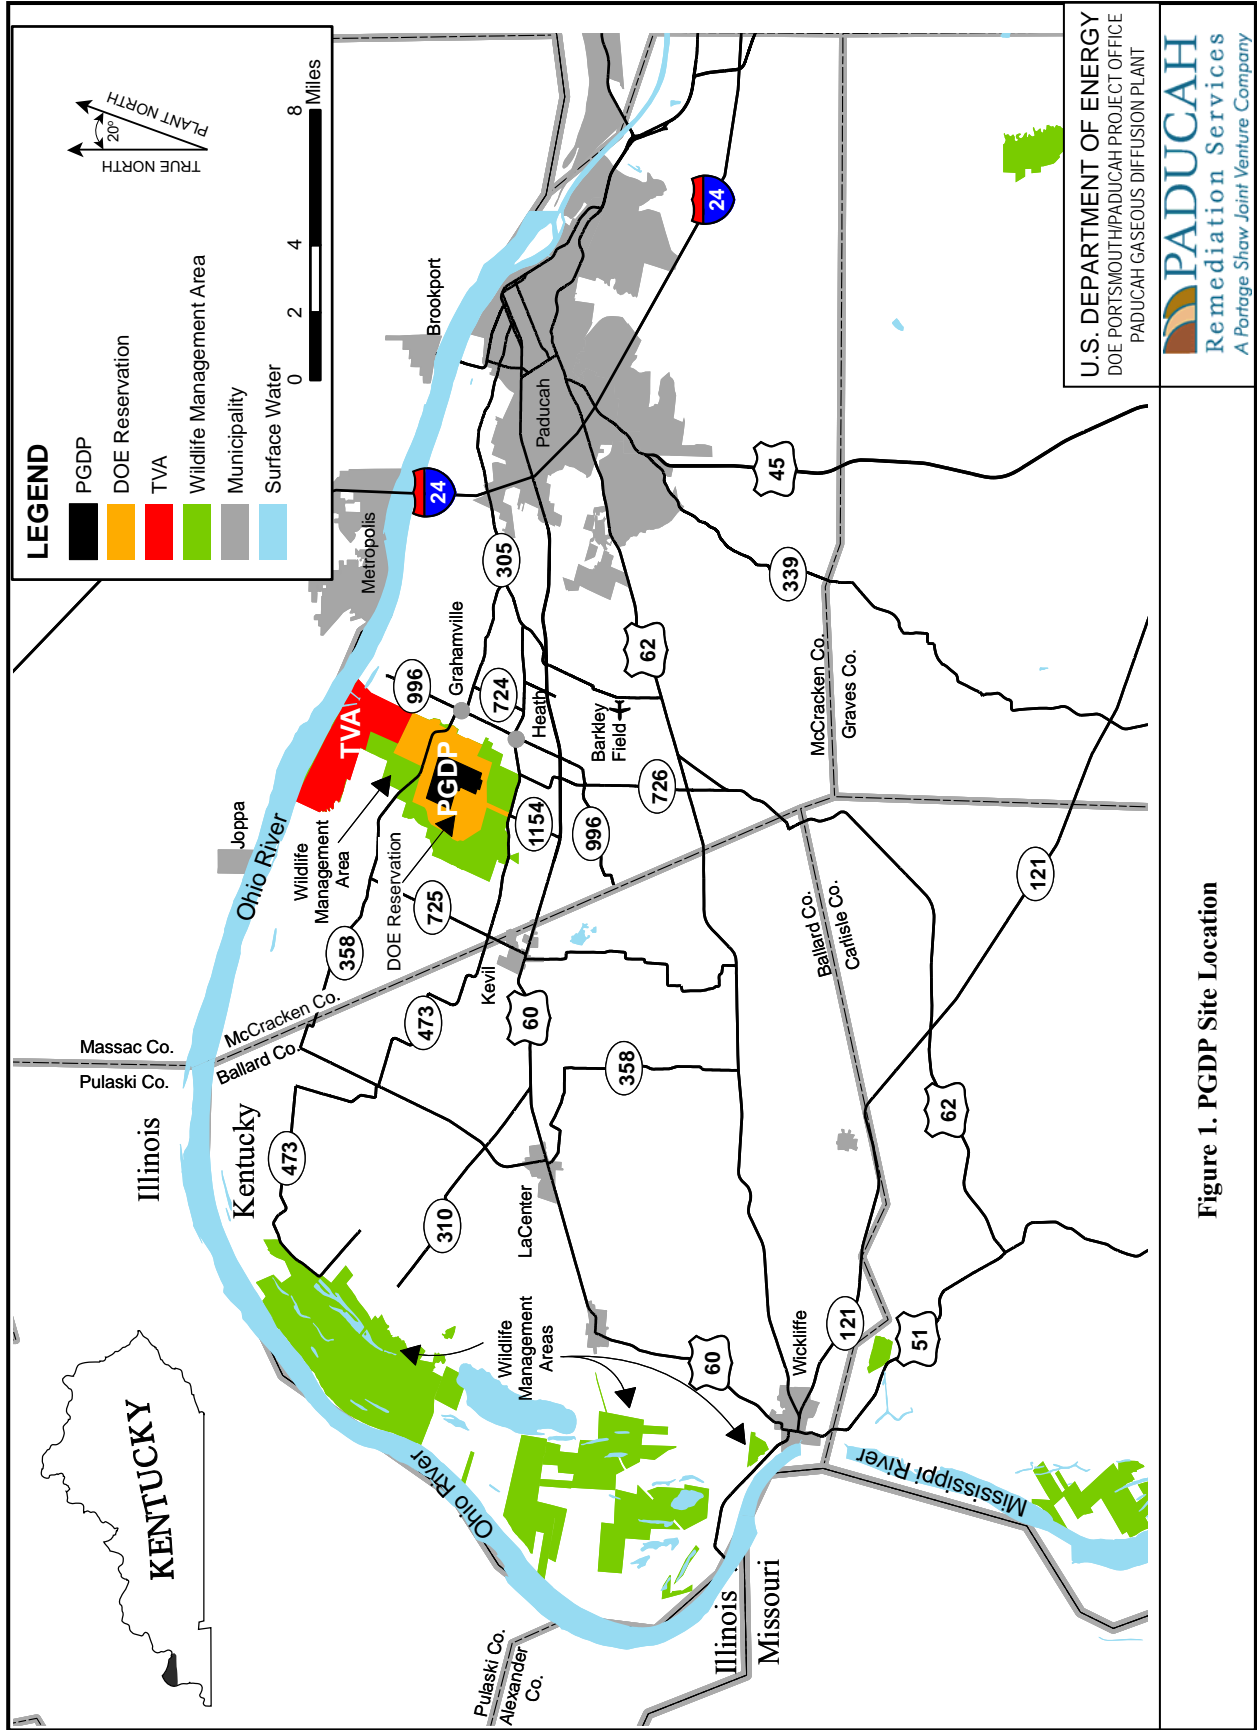 LEGEND
PGDP
DOE Reservation
TVA
Wildlife Management Area
Municipality
Surface Water
0
2
4
8
Miles
TRUE NORTH
PLANT NORTH
20º
KENTUCKY
Massac Co.
Pulaski Co.
Illinois
Kentucky
McCracken Co.
Ballard Co.
Ohio River
Joppa
Metropolis
Brookport
24
TVA
Wildlife
Management
Area
DOE Reservation
PGDP
996
Grahamville
724
Heath
305
Paducah
24
358
725
473
Kevil
60
1154
996
Barkley
Field
62
726
45
339
McCracken Co.
Graves Co.
473
310
LaCenter
358
Ballard Co.
Carlisle Co.
121
62
Wildlife
Management
Areas
60
Wickliffe
121
51
Ohio River
Mississippi River
Pulaski Co.
Alexander
Co.
Illinois
Missouri
U.S. DEPARTMENT OF ENERGY
DOE PORTSMOUTH/PADUCAH PROJECT OFFICE
PADUCAH GASEOUS DIFFUSION PLANT
PADUCAH
Remediation Services
A Portage Shaw Joint Venture Company
Figure 1. PGDP Site Location